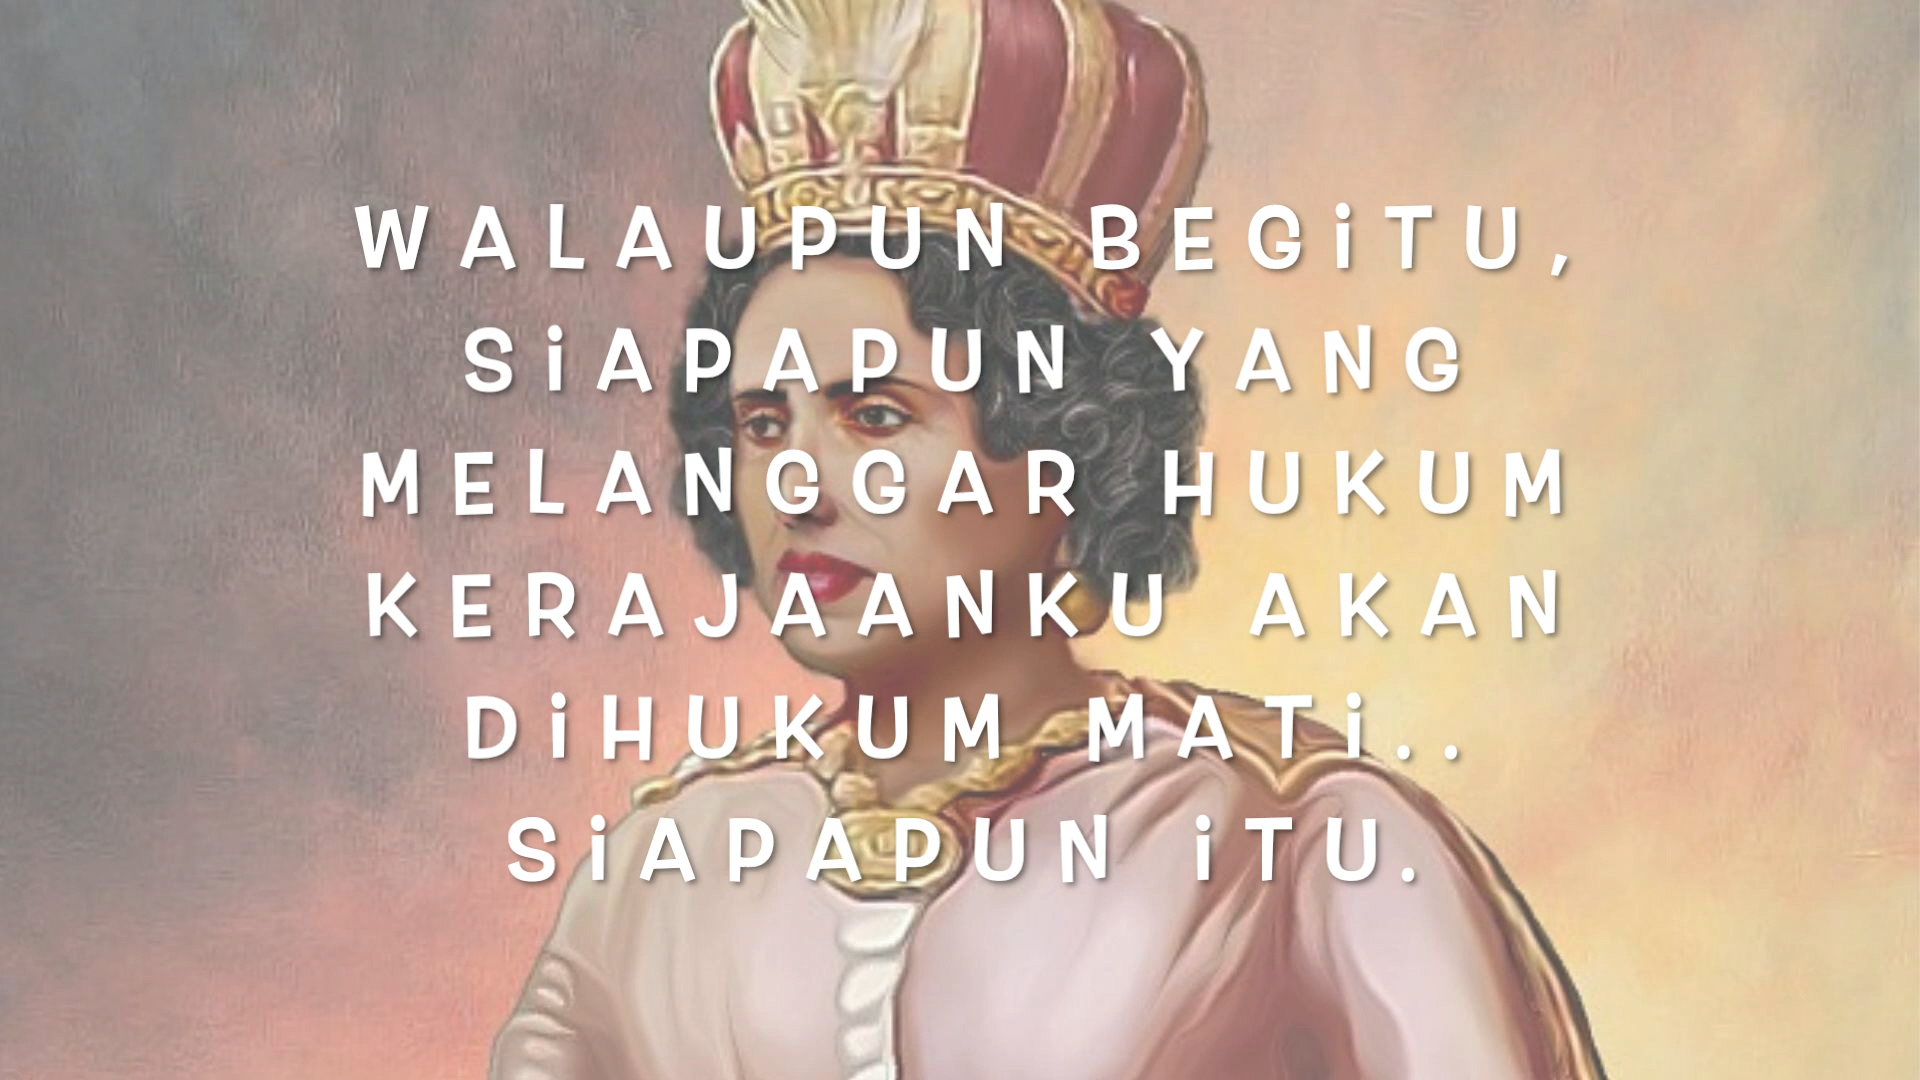 WALAUPUN BEGiTU,
SiAPAPUN YANG
MELANGGAR HUKUM
KERAJAANKU AKAN
DiHUKUM MATi..
SiAPAPUN iTU.